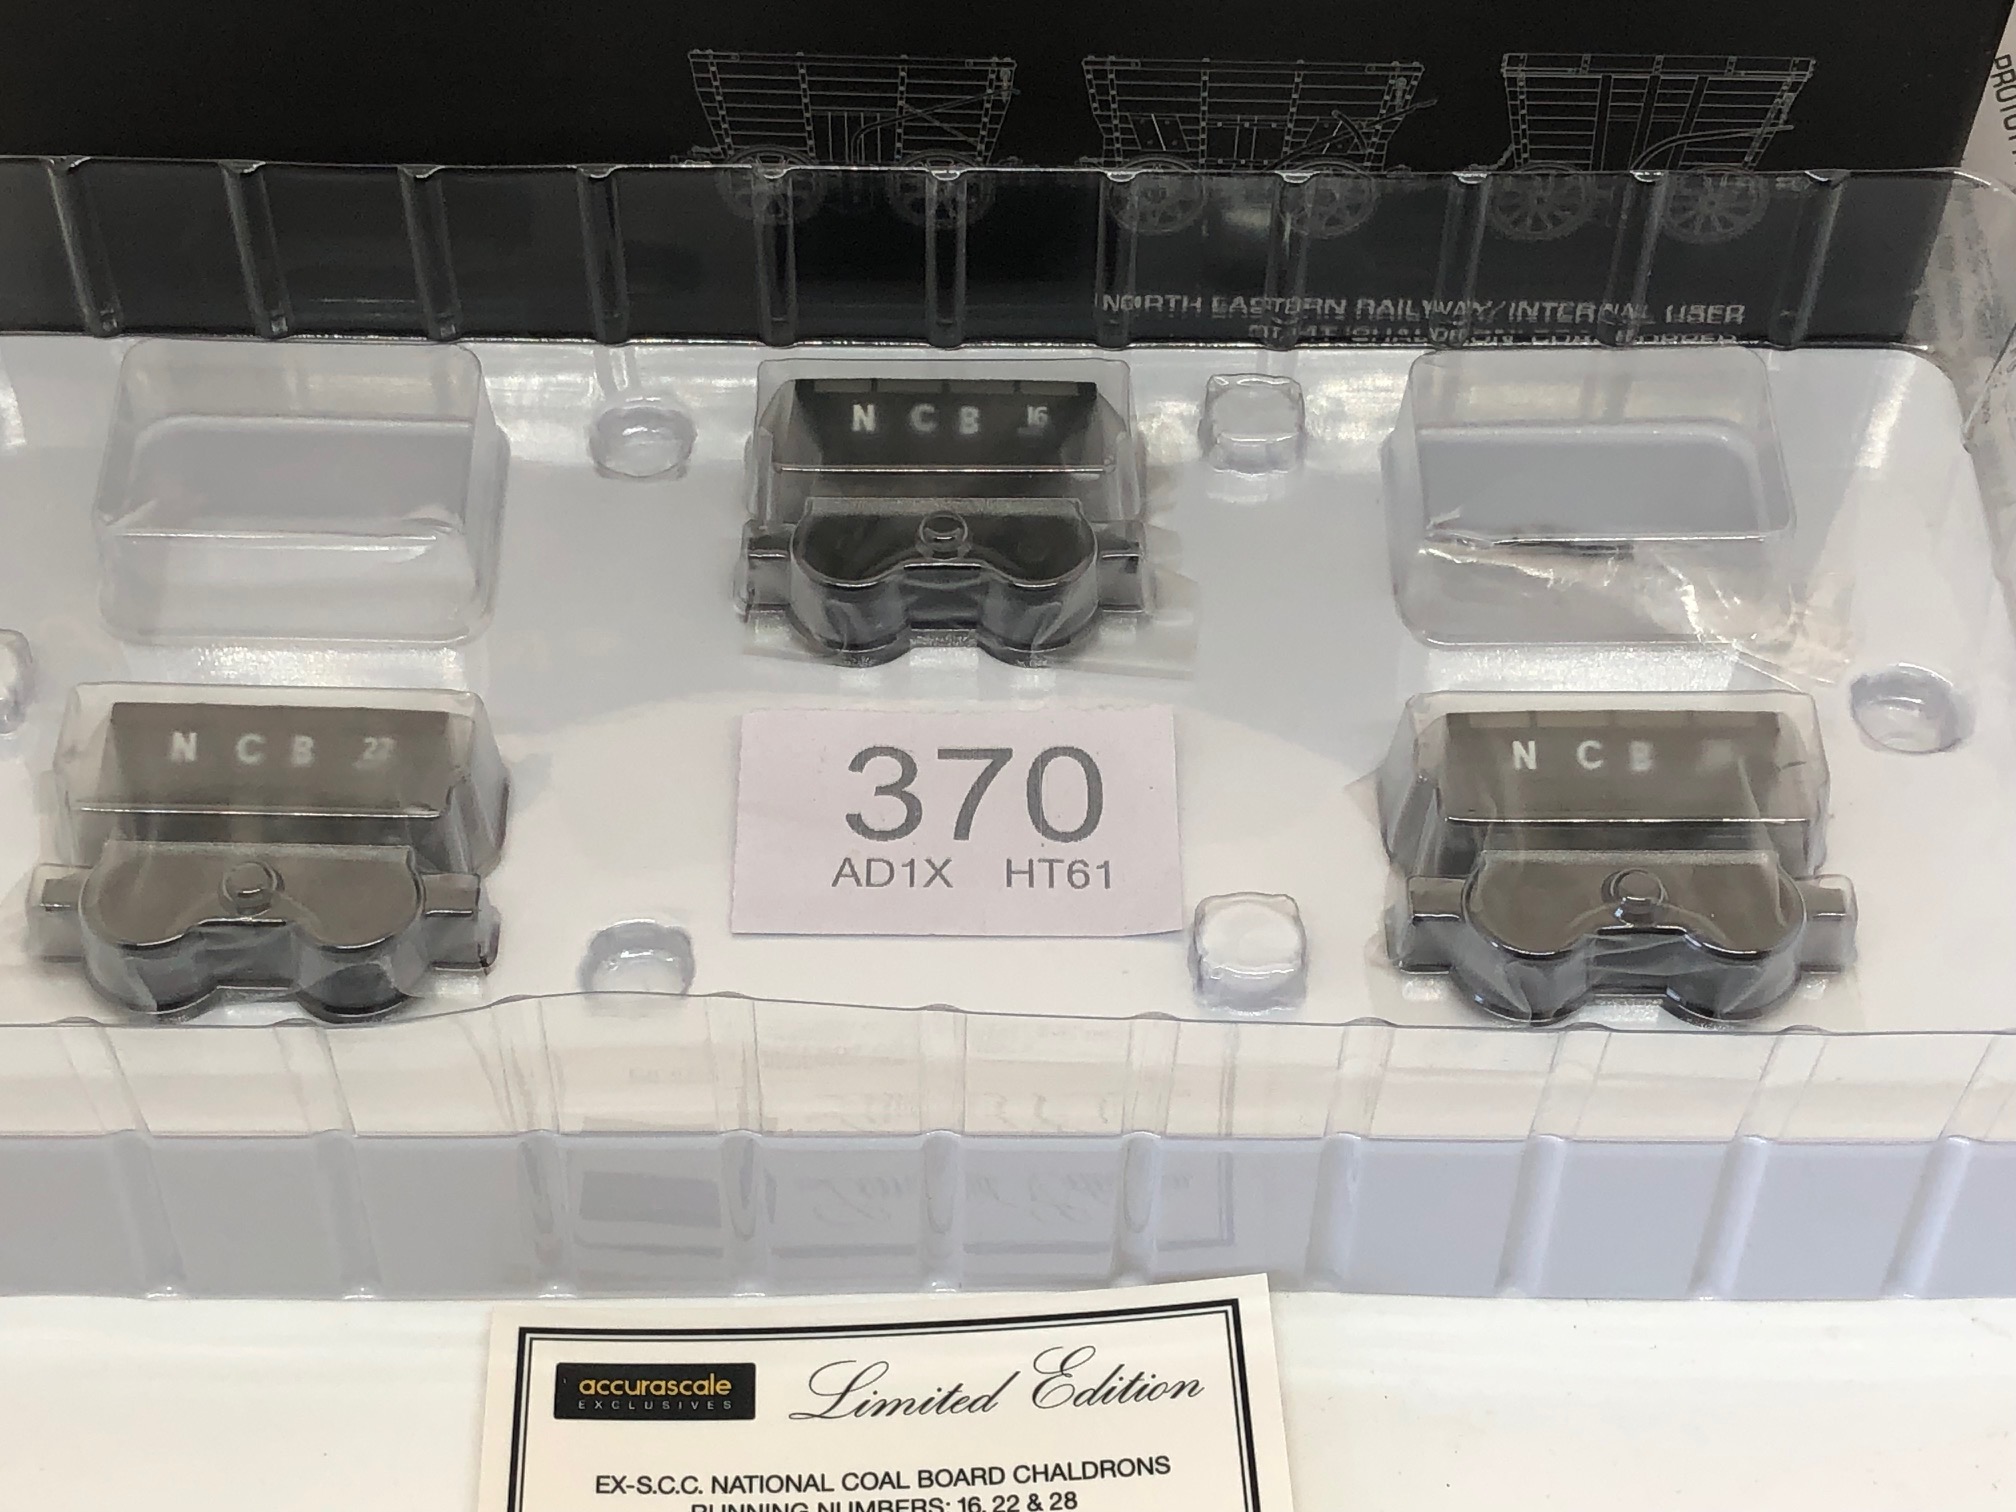 NORTH EASTERN RAILWAY/INTERNAL USER
N C B 16
N C B 22
N C B
370
AD1X HT61
accurascale
EXCLUSIVES
Limited Edition
EX-S.C.C. NATIONAL COAL BOARD CHALDRONS
RUNNING NUMBERS: 16, 22 & 28